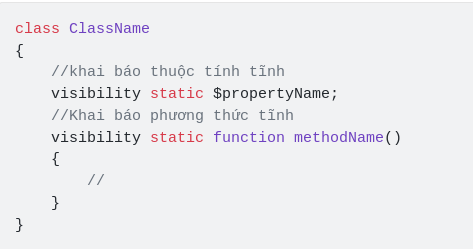 class ClassName
{
    //khai báo thuộc tính tĩnh
    visibility static $propertyName;
    //Khai báo phương thức tĩnh
    visibility static function methodName()
    {
        //
    }
}